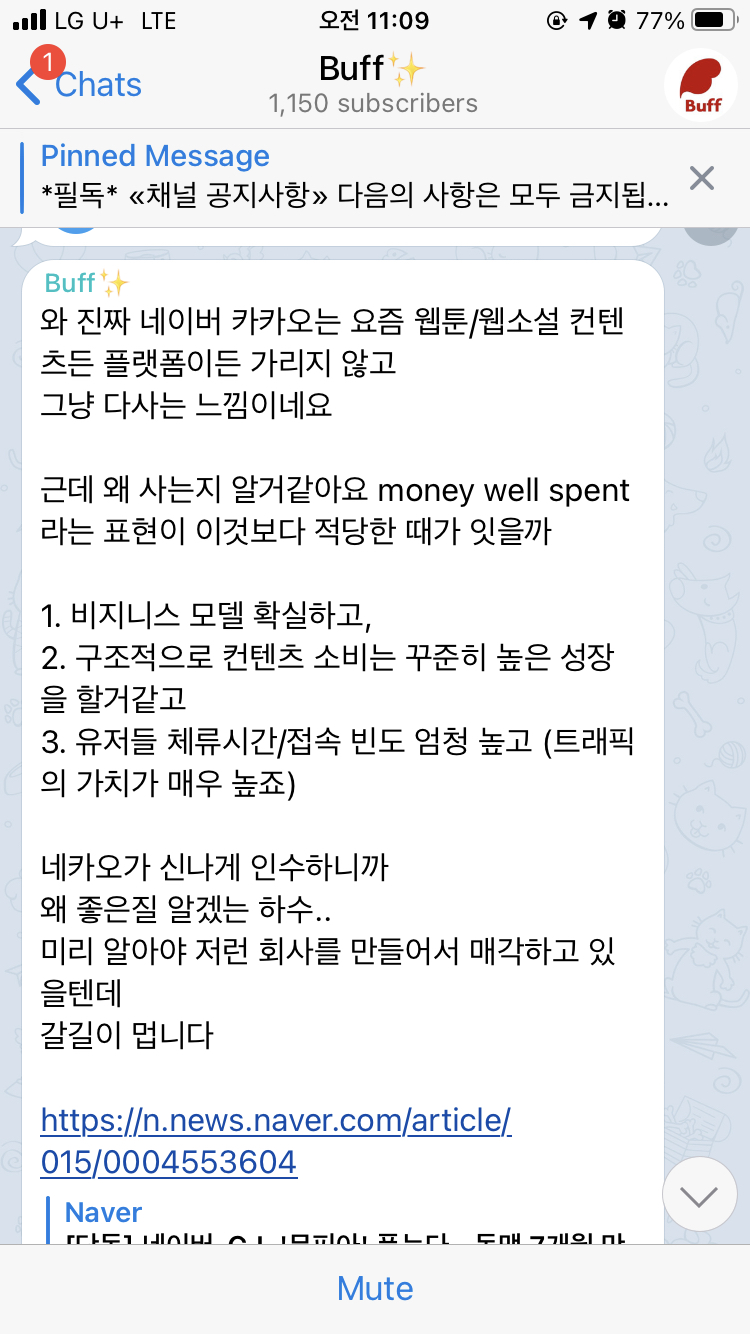 LG U+ LTE 오전 11:09 77%
1
Chats
Buff✨
1,150 subscribers
Buff
Pinned Message
*필독* «채널 공지사항» 다음의 사항은 모두 금지됩...
Buff✨
와 진짜 네이버 카카오는 요즘 웹툰/웹소설 컨텐
츠든 플랫폼이든 가리지 않고
그냥 다사는 느낌이네요
근데 왜 사는지 알거같아요 money well spent
라는 표현이 이것보다 적당한 때가 잇을까
1. 비지니스 모델 확실하고,
2. 구조적으로 컨텐츠 소비는 꾸준히 높은 성장
을 할거같고
3. 유저들 체류시간/접속 빈도 엄청 높고 (트래픽
의 가치가 매우 높죠)
네카오가 신나게 인수하니까
왜 좋은질 알겠는 하수..
미리 알아야 저런 회사를 만들어서 매각하고 있
을텐데
갈길이 멉니다
https://n.news.naver.com/article/
015/0004553604
Naver
[단독] 네이버
Mute